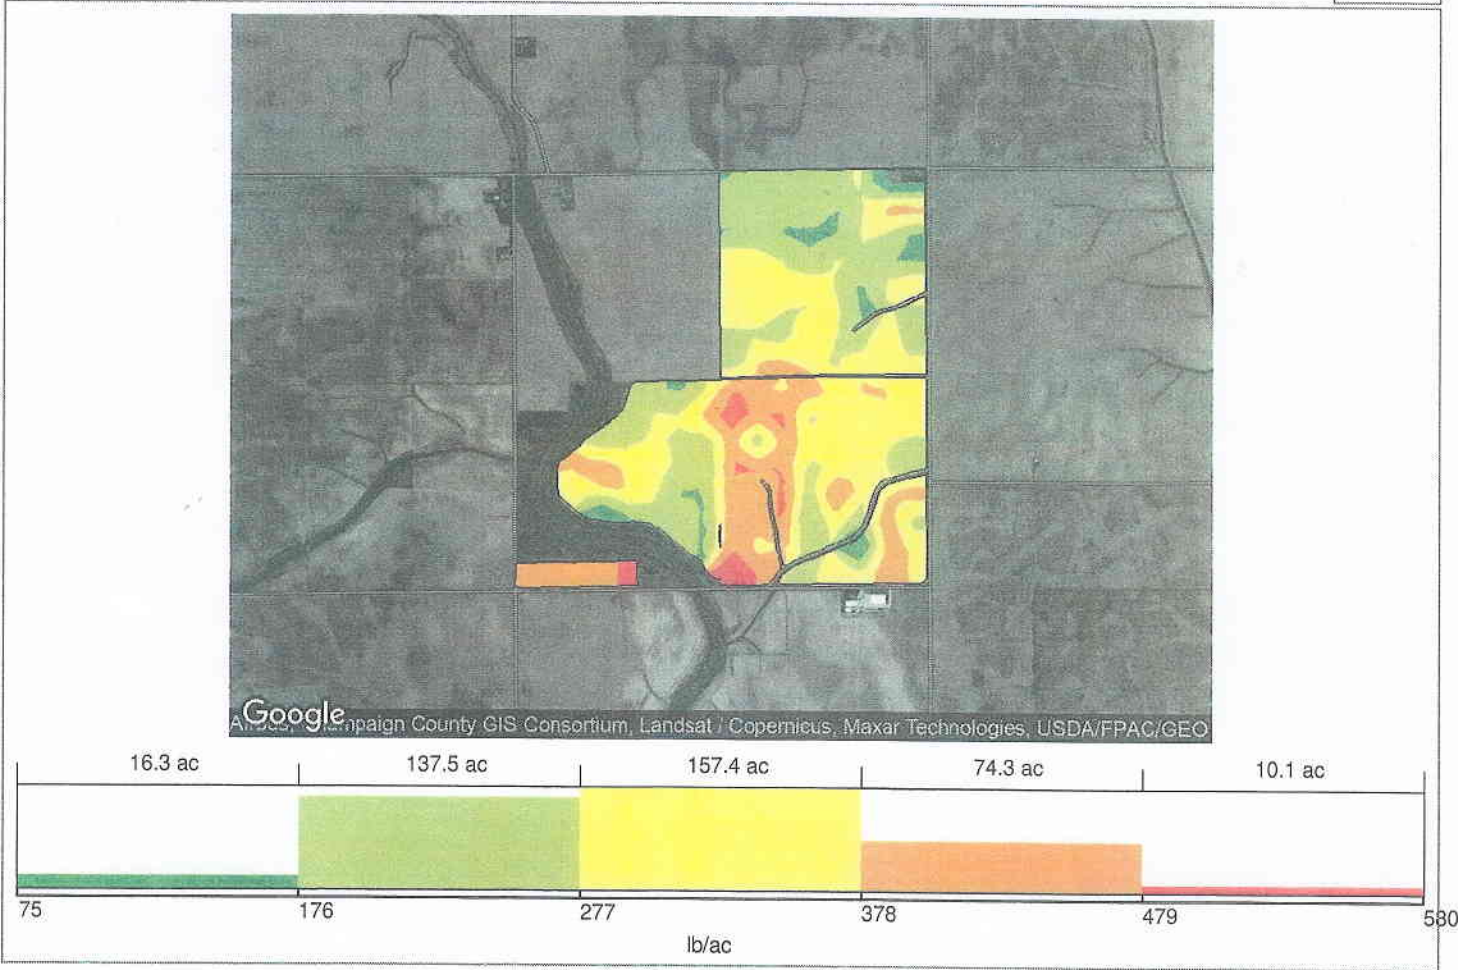 Google
County GIS Consortium, Landsat / Copernicus, Maxar Technologies, USDA/FPAC/GEO
16.3 ac 137.5 ac 157.4 ac 74.3 ac 10.1 ac
75 176 277 378 479 580
lb/ac